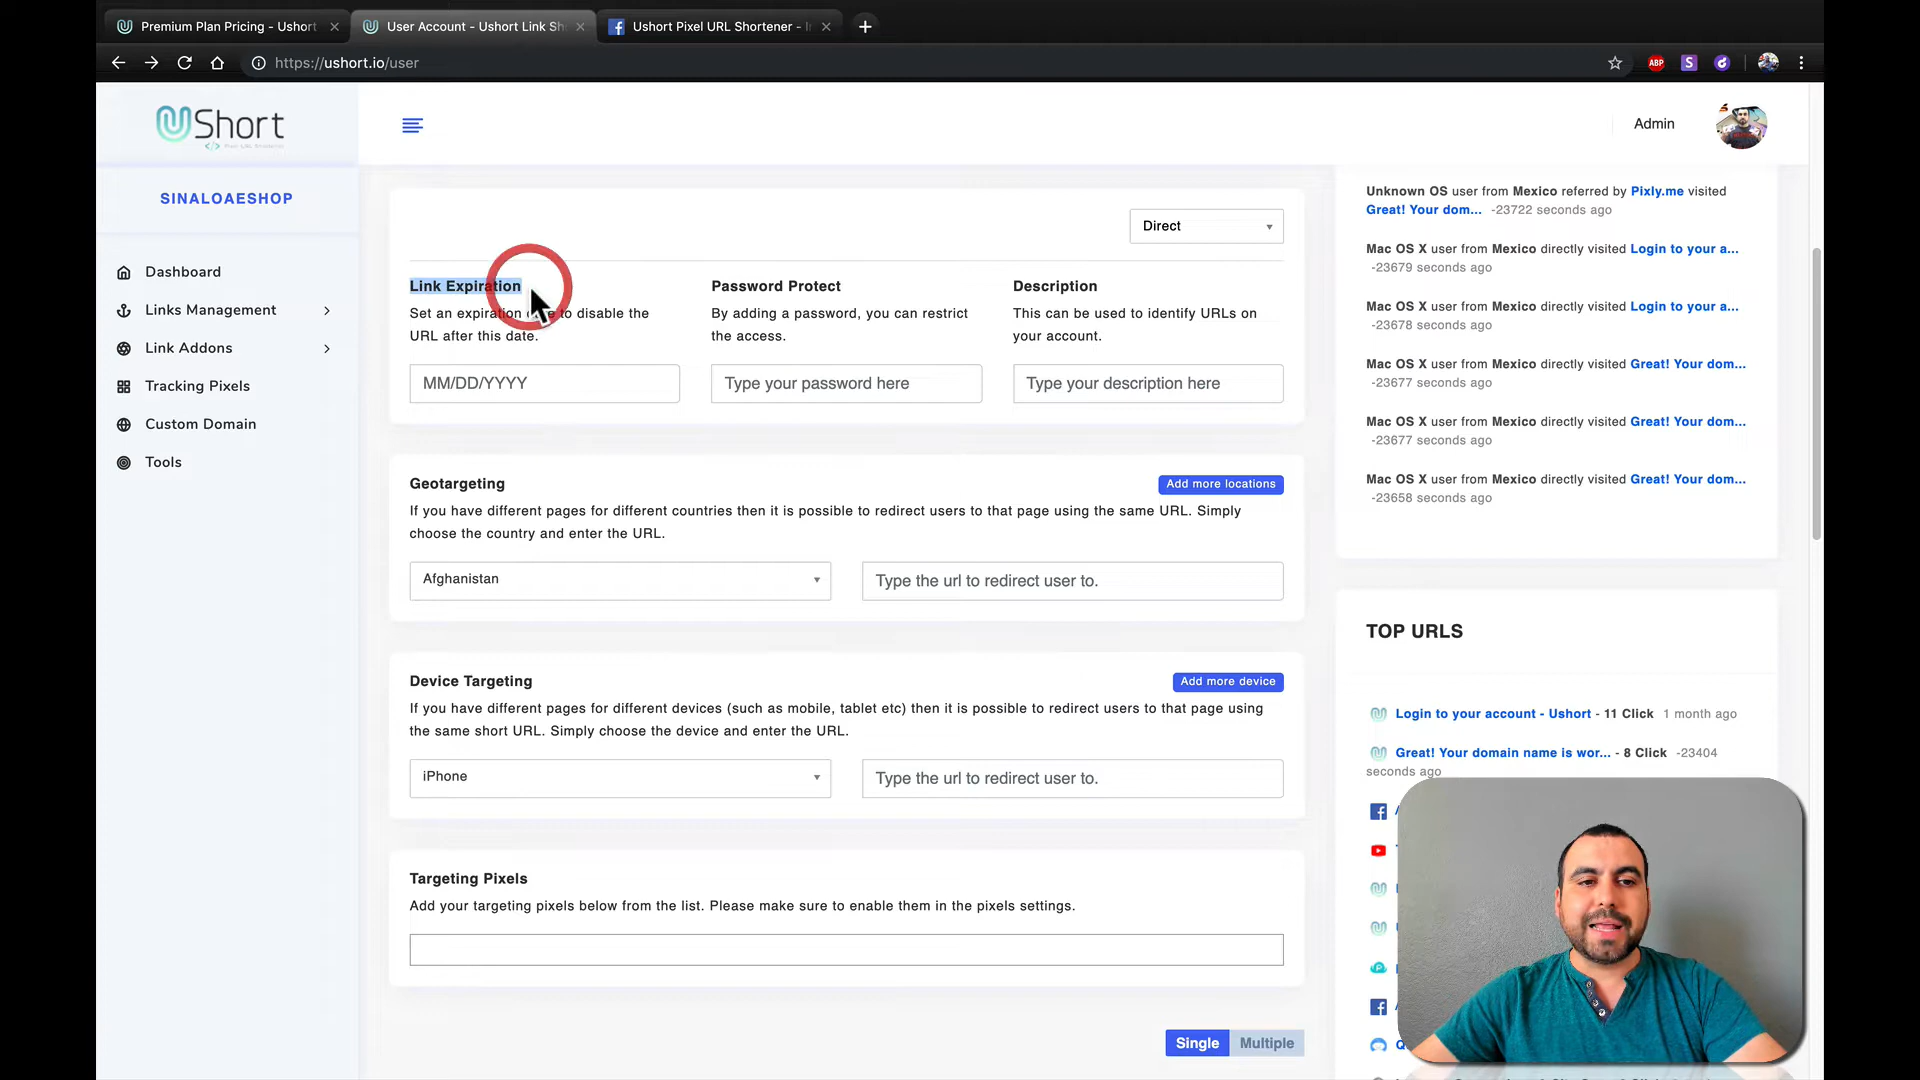 Premium Plan Pricing - Ushort
User Account - Ushort Link Sh
Ushort Pixel URL Shortener -
https://ushort.io/user
ABP
S
UShort
Admin
SINALOAESHOP
Dashboard
Links Management
Link Addons
Tracking Pixels
Custom Domain
Tools
Direct
Link Expiration
Set an expiration date to disable the
URL after this date.
MM/DD/YYYY
Password Protect
By adding a password, you can restrict
the access.
Type your password here
Description
This can be used to identify URLs on
your account.
Type your description here
Geotargeting
Add more locations
If you have different pages for different countries then it is possible to redirect users to that page using the same URL. Simply
choose the country and enter the URL.
Afghanistan
Type the url to redirect user to.
Device Targeting
Add more device
If you have different pages for different devices (such as mobile, tablet etc) then it is possible to redirect users to that page using
the same short URL. Simply choose the device and enter the URL.
iPhone
Type the url to redirect user to.
Targeting Pixels
Add your targeting pixels below from the list. Please make sure to enable them in the pixels settings.
Single
Multiple
Unknown OS user from Mexico referred by Pixly.me visited
Great! Your dom... -23722 seconds ago
Mac OS X user from Mexico directly visited Login to your a...
-23679 seconds ago
Mac OS X user from Mexico directly visited Login to your a...
-23678 seconds ago
Mac OS X user from Mexico directly visited Great! Your dom...
-23677 seconds ago
Mac OS X user from Mexico directly visited Great! Your dom...
-23677 seconds ago
Mac OS X user from Mexico directly visited Great! Your dom...
-23658 seconds ago
TOP URLS
Login to your account - Ushort - 11 Click 1 month ago
Great! Your domain name is wor... - 8 Click -23404
seconds ago